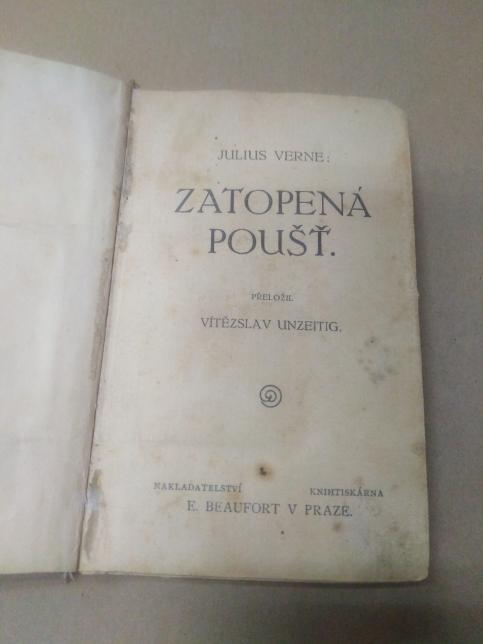 JULIUS VERNE:
ZATOPENÁ
POUŠŤ.
PŘELOŽIL
VÍTĚZSLAV UNZEITIG.
NAKLADATELSTVÍ KNIHTISKÁRNA
E. BEAUFORT V PRAZE.